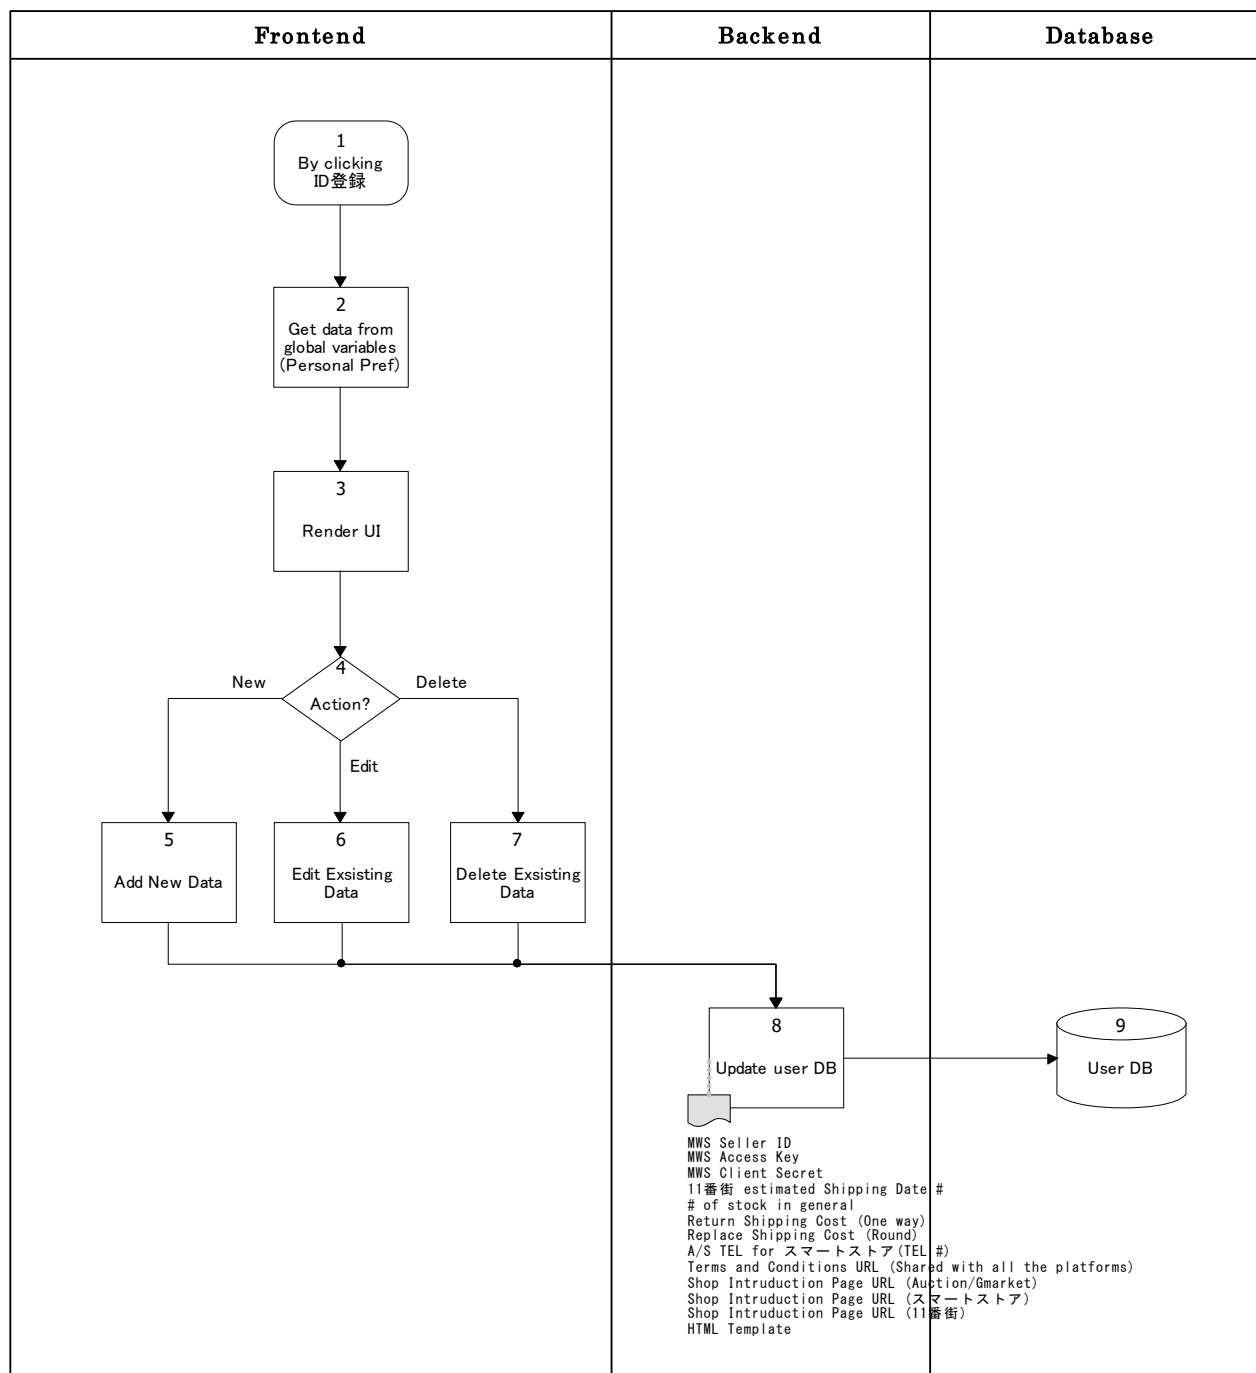 Frontend
Backend
Database
1
By clicking
ID登録
2
Get data from
global variables
(Personal Pref)
3
Render UI
4
Action?
New
Delete
Edit
5
Add New Data
6
Edit Exsisting
Data
7
Delete Exsisting
Data
8
Update user DB
9
User DB
MWS Seller ID
MWS Access Key
MWS Client Secret
11番街 estimated Shipping Date #
# of stock in general
Return Shipping Cost (One way)
Replace Shipping Cost (Round)
A/S TEL for スマートストア(TEL #)
Terms and Conditions URL (Shared with all the platforms)
Shop Intruduction Page URL (Auction/Gmarket)
Shop Intruduction Page URL (スマートストア)
Shop Intruduction Page URL (11番街)
HTML Template